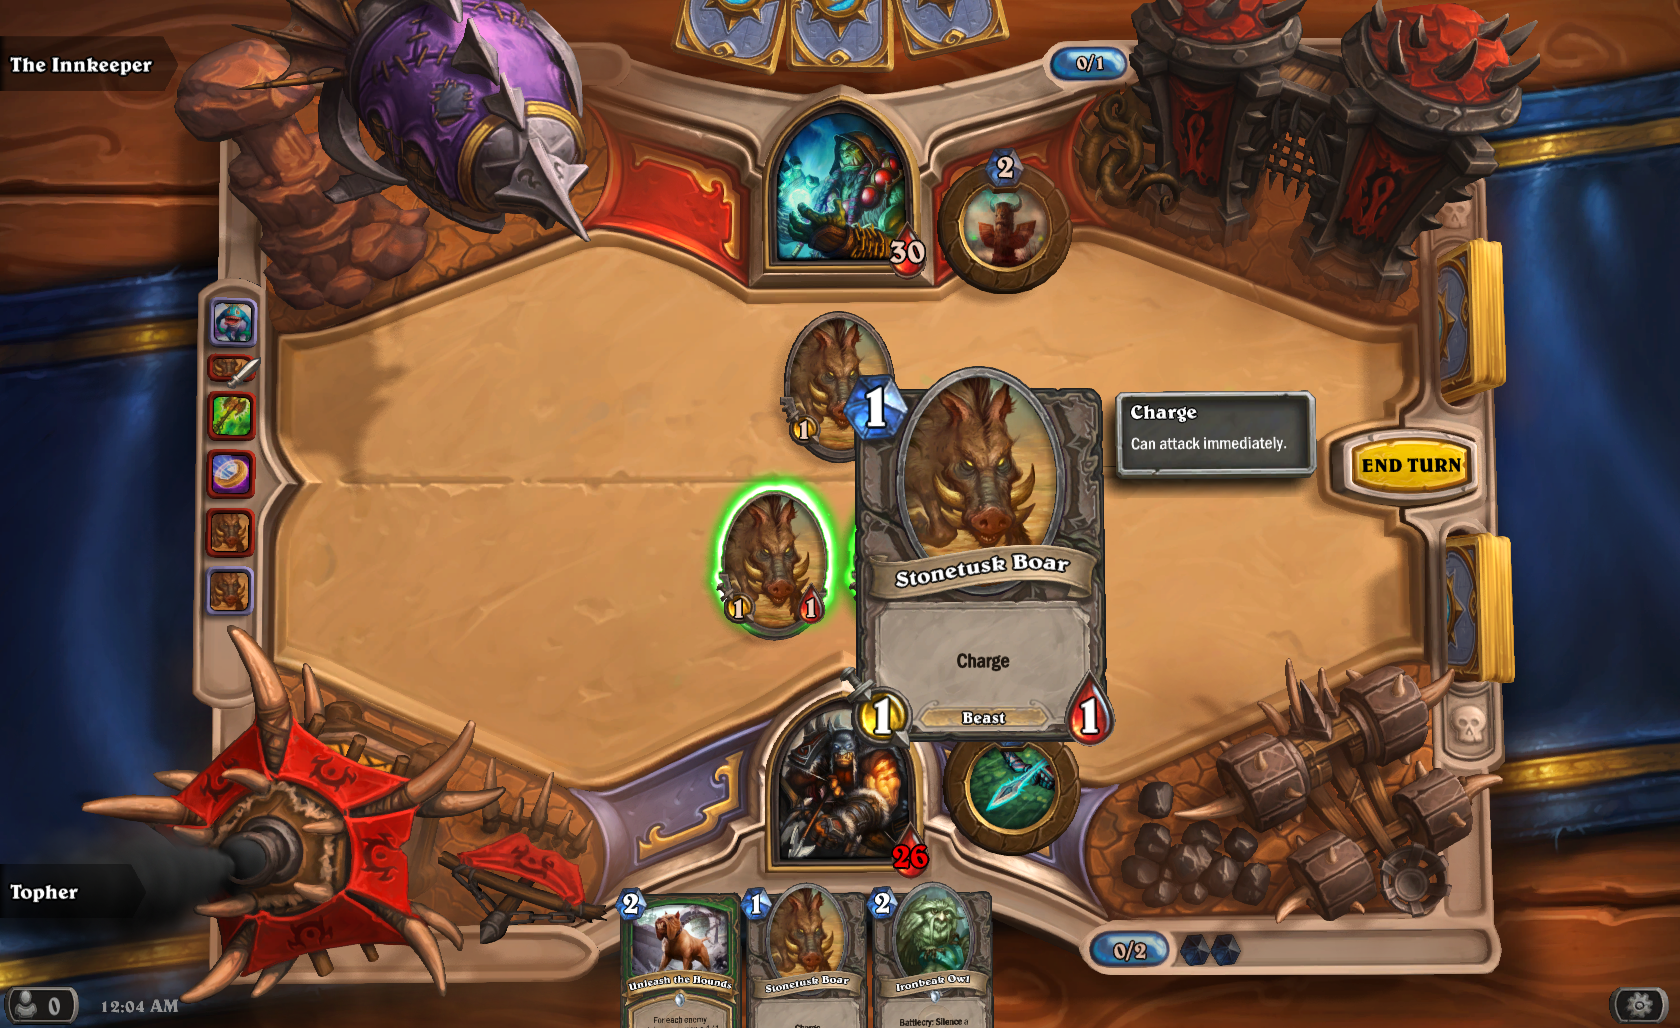 The Innkeeper
0/1
2
30
1
1
Charge
Can attack immediately.
END TURN
1
1
Stonetusk Boar
Charge
1
Beast
1
26
Topher
2
1
2
Unleash the Hounds
Stonetusk Boar
Ironbeak Owl
For each enemy
Charge
Battlecry: Silence a
0/2
0
12:04 AM